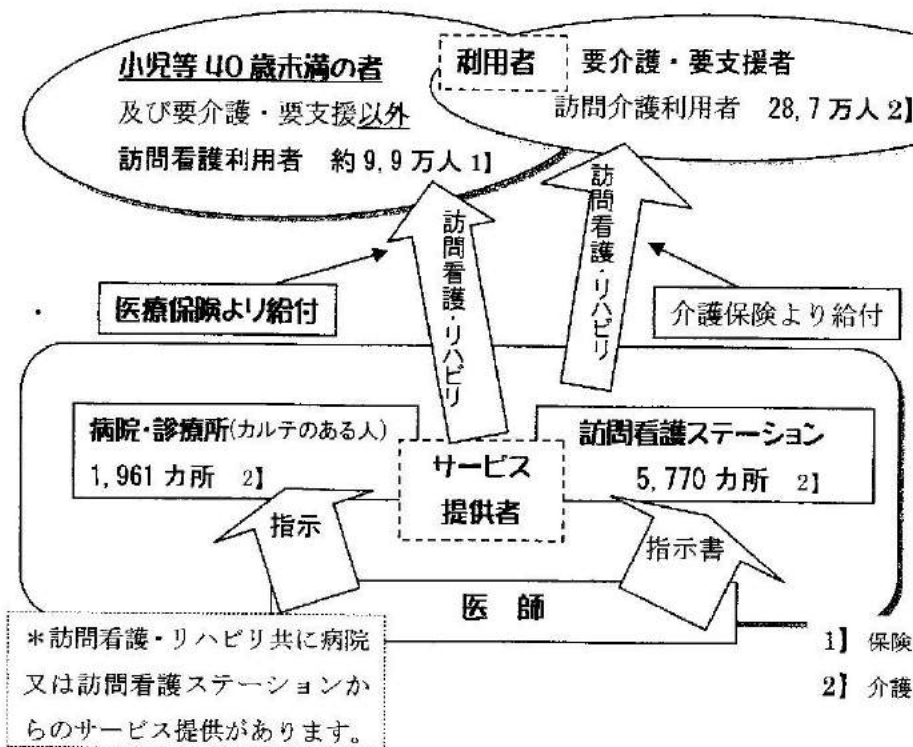 小児等40歳未満の者
及び要介護・要支援以外
訪問看護利用者 約9,9万人 1】
利用者
要介護・要支援者
訪問介護利用者 28,7万人 2】
訪問看護・リハビリ
訪問看護・リハビリ
医療保険より給付
介護保険より給付
病院・診療所(カルテのある人)
1,961カ所 2】
サービス
提供者
訪問看護ステーション
5,770カ所 2】
指示
指示書
医師
*訪問看護・リハビリ共に病院
又は訪問看護ステーションか
らのサービス提供があります。
1】 保険
2】 介護